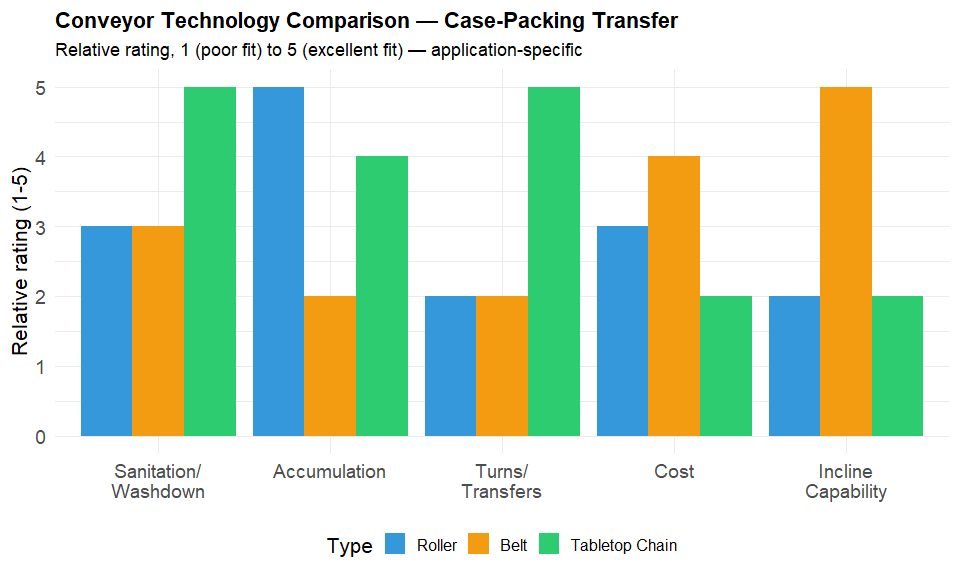 Conveyor Technology Comparison — Case-Packing Transfer
Relative rating, 1 (poor fit) to 5 (excellent fit) — application-specific
Relative rating (1-5)
5
4
3
2
1
0
Sanitation/
Washdown
Accumulation
Turns/
Transfers
Cost
Incline
Capability
Type
Roller
Belt
Tabletop Chain